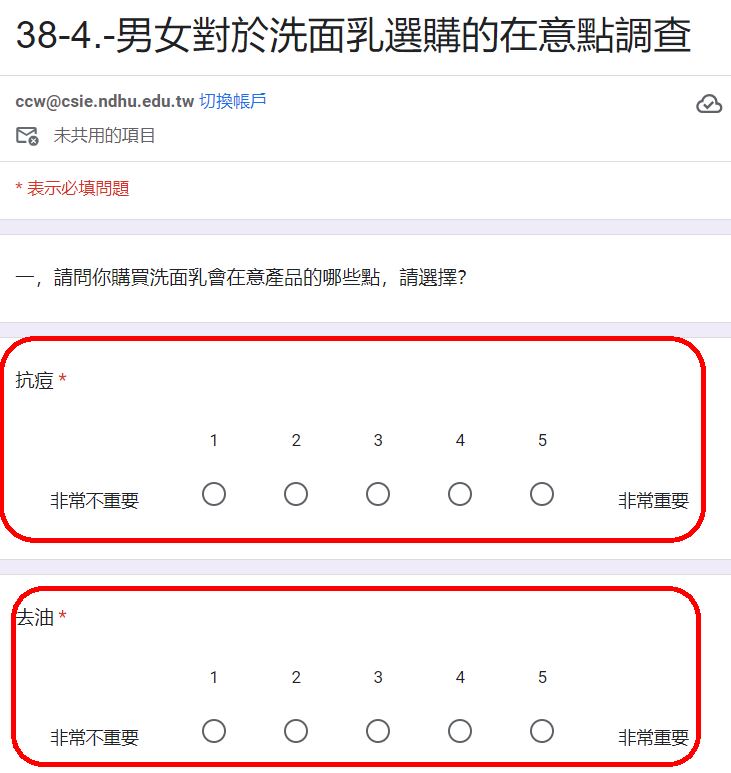 38-4.-男女對於洗面乳選購的在意點調查
ccw@csie.ndhu.edu.tw 切換帳戶
未共用的項目
* 表示必填問題
一，請問你購買洗面乳會在意產品的哪些點，請選擇?
抗痘 *
1 2 3 4 5
非常不重要 非常重要
去油 *
1 2 3 4 5
非常不重要 非常重要